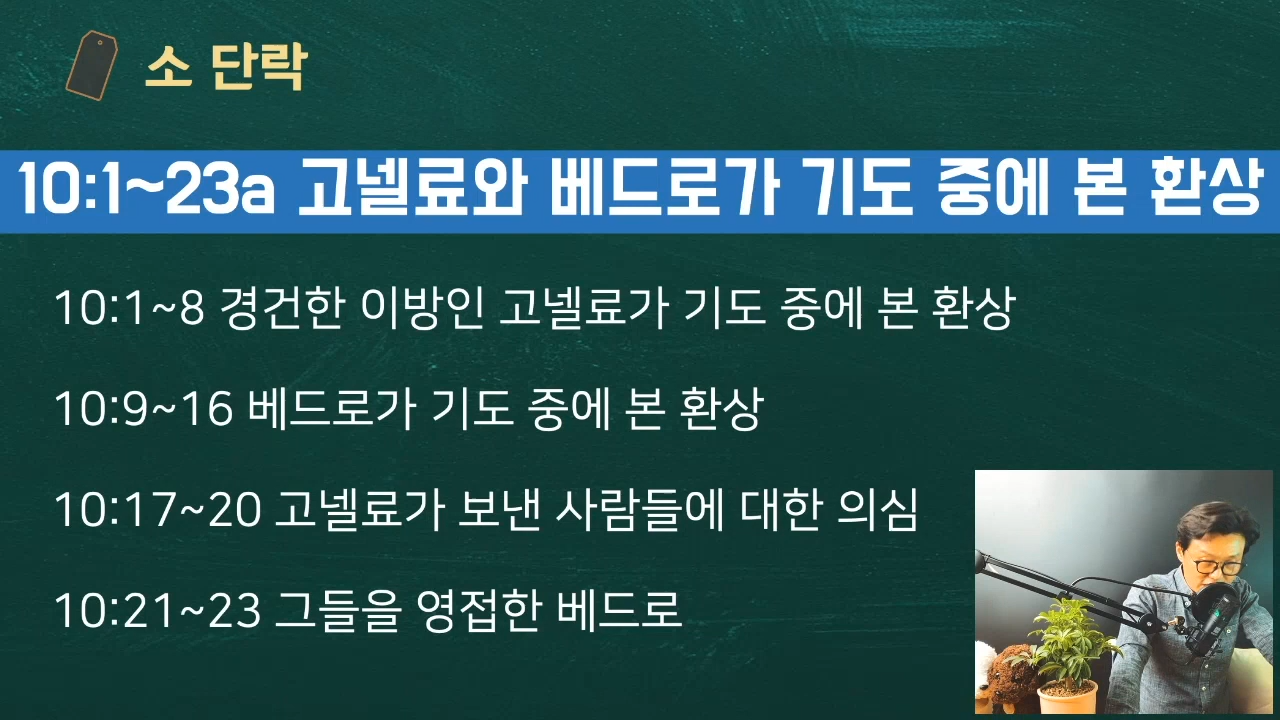 소 단락
10:1~23a 고넬료와 베드로가 기도 중에 본 환상
10:1~8 경건한 이방인 고넬료가 기도 중에 본 환상
10:9~16 베드로가 기도 중에 본 환상
10:17~20 고넬료가 보낸 사람들에 대한 의심
10:21~23 그들을 영접한 베드로